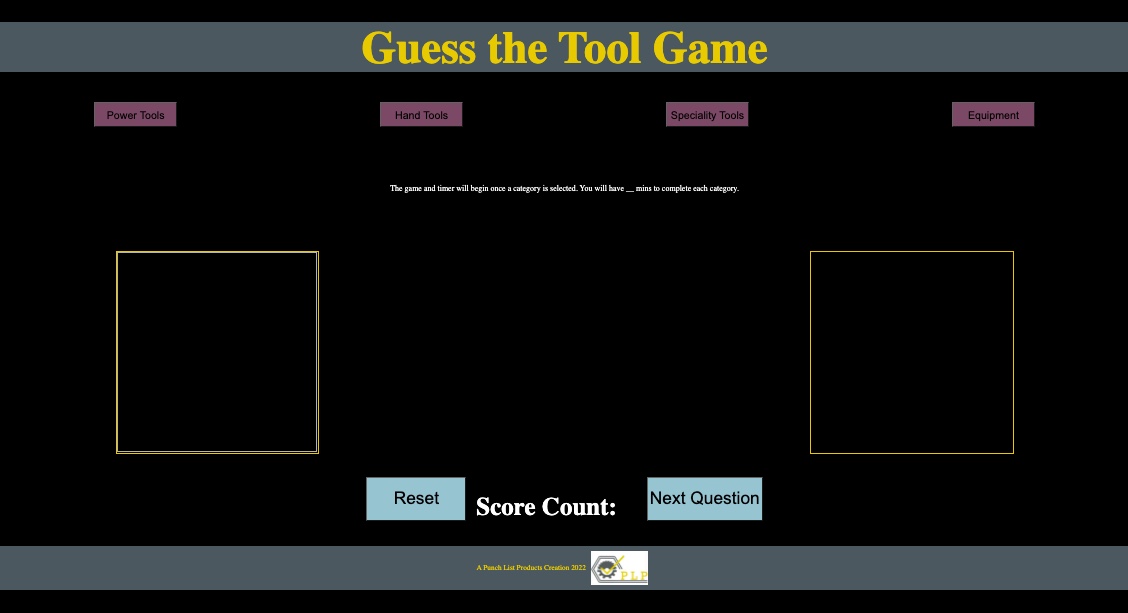 Guess the Tool Game
Power Tools
Hand Tools
Speciality Tools
Equipment
The game and timer will begin once a category is selected. You will have __ mins to complete each category.
Reset
Score Count:
Next Question
A Punch List Products Creation 2022
PLP